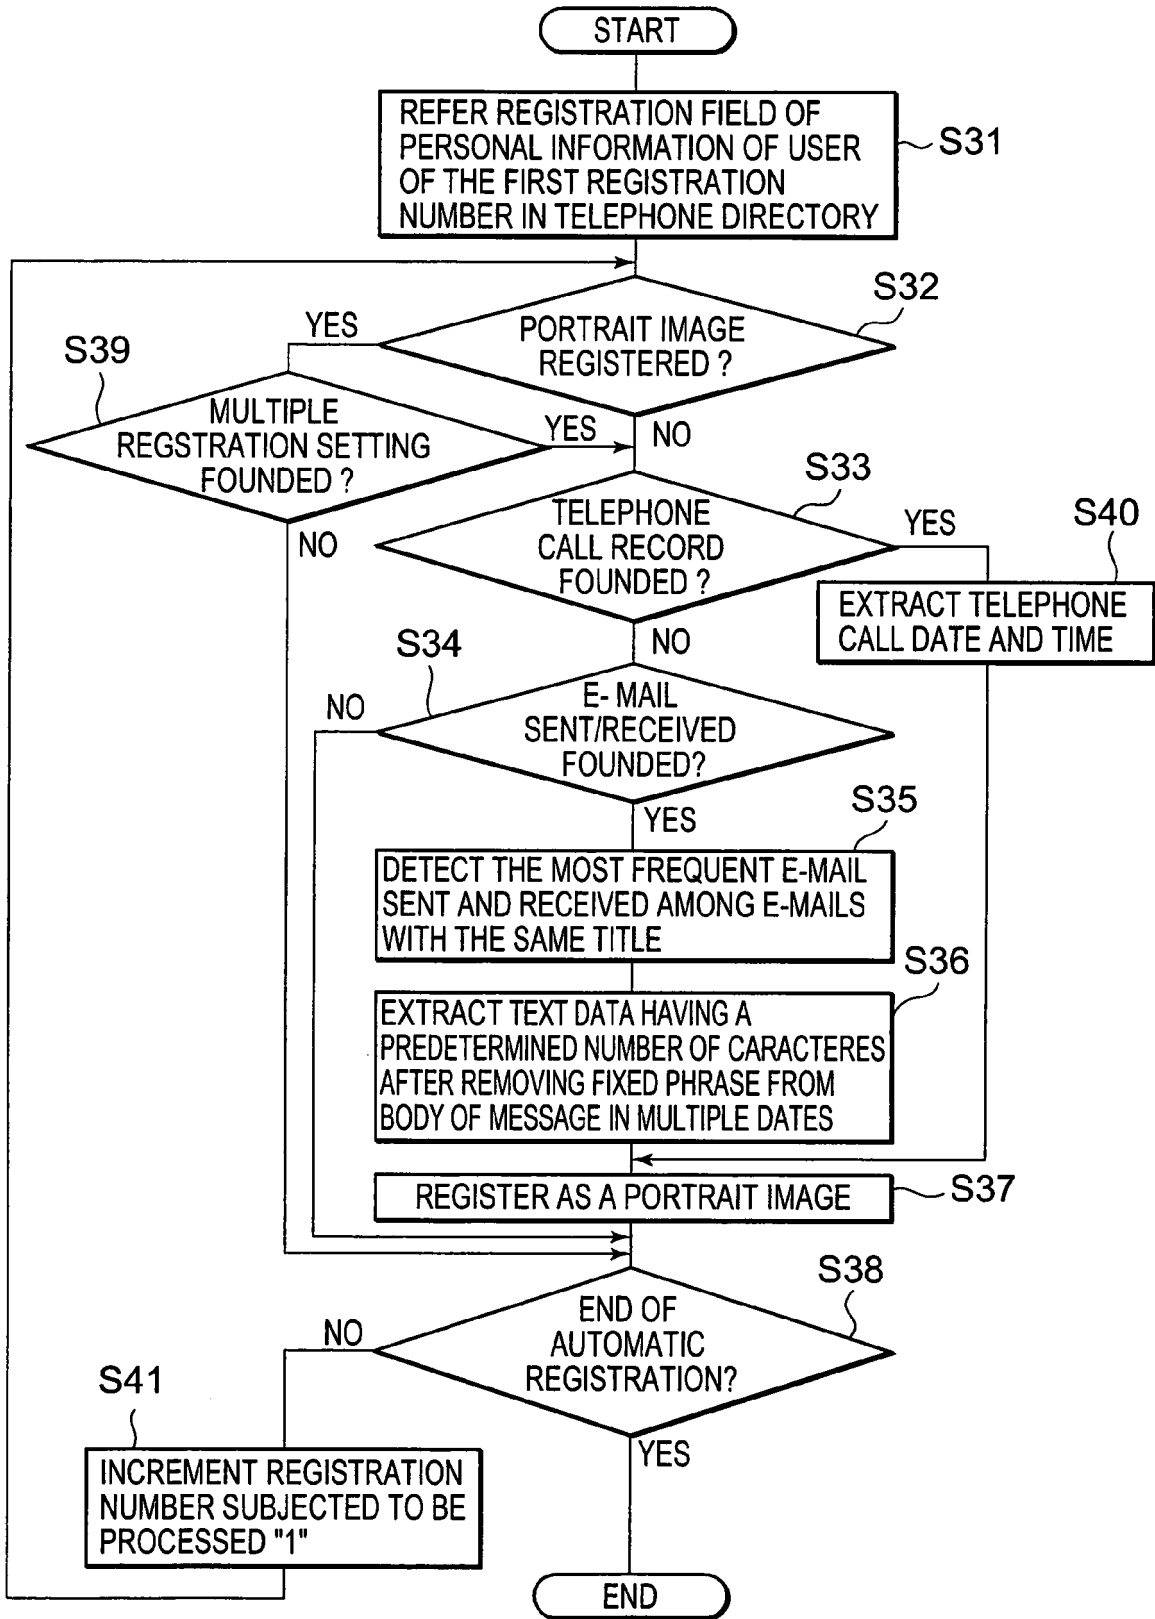 START
REFER REGISTRATION FIELD OF
PERSONAL INFORMATION OF USER
OF THE FIRST REGISTRATION
NUMBER IN TELEPHONE DIRECTORY
S31
S32
PORTRAIT IMAGE
REGISTERED ?
YES
NO
S39
MULTIPLE
REGSTRATION SETTING
FOUNDED ?
YES
NO
S33
TELEPHONE
CALL RECORD
FOUNDED ?
YES
NO
S40
EXTRACT TELEPHONE
CALL DATE AND TIME
S34
E- MAIL
SENT/RECEIVED
FOUNDED?
NO
YES
S35
DETECT THE MOST FREQUENT E-MAIL
SENT AND RECEIVED AMONG E-MAILS
WITH THE SAME TITLE
S36
EXTRACT TEXT DATA HAVING A
PREDETERMINED NUMBER OF CARACTERES
AFTER REMOVING FIXED PHRASE FROM
BODY OF MESSAGE IN MULTIPLE DATES
REGISTER AS A PORTRAIT IMAGE
S37
S38
END OF
AUTOMATIC
REGISTRATION?
NO
YES
S41
INCREMENT REGISTRATION
NUMBER SUBJECTED TO BE
PROCESSED "1"
END